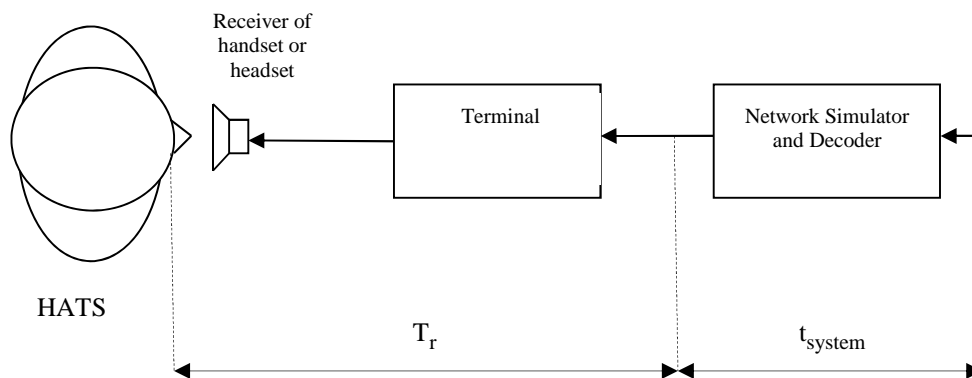 Receiver of
handset or
headset
Terminal
Network Simulator
and Decoder
HATS
Tr
tsystem